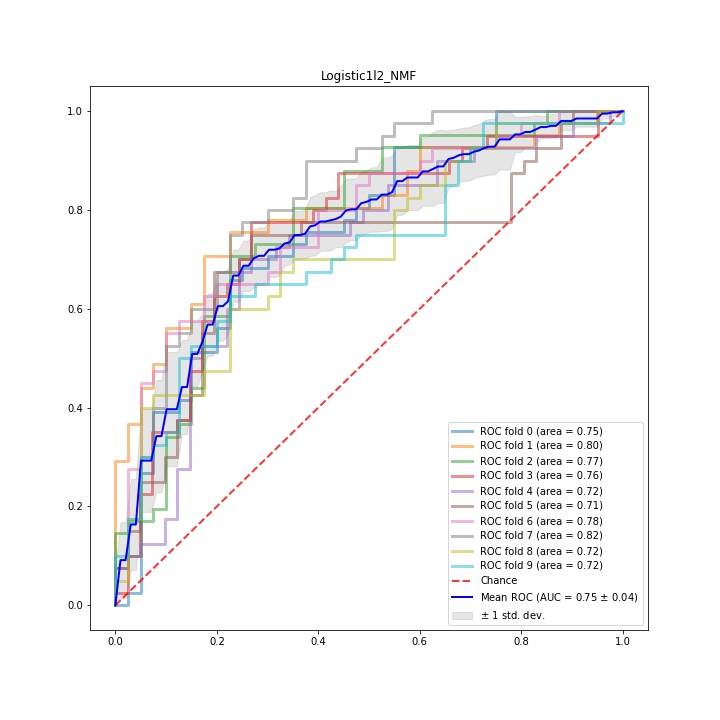 Logistic1l2_NMF
1.0
0.8
0.6
0.4
0.2
0.0
0.0 0.2 0.4 0.6 0.8 1.0
ROC fold 0 (area = 0.75)
ROC fold 1 (area = 0.80)
ROC fold 2 (area = 0.77)
ROC fold 3 (area = 0.76)
ROC fold 4 (area = 0.72)
ROC fold 5 (area = 0.71)
ROC fold 6 (area = 0.78)
ROC fold 7 (area = 0.82)
ROC fold 8 (area = 0.72)
ROC fold 9 (area = 0.72)
Chance
Mean ROC (AUC = 0.75 ± 0.04)
± 1 std. dev.